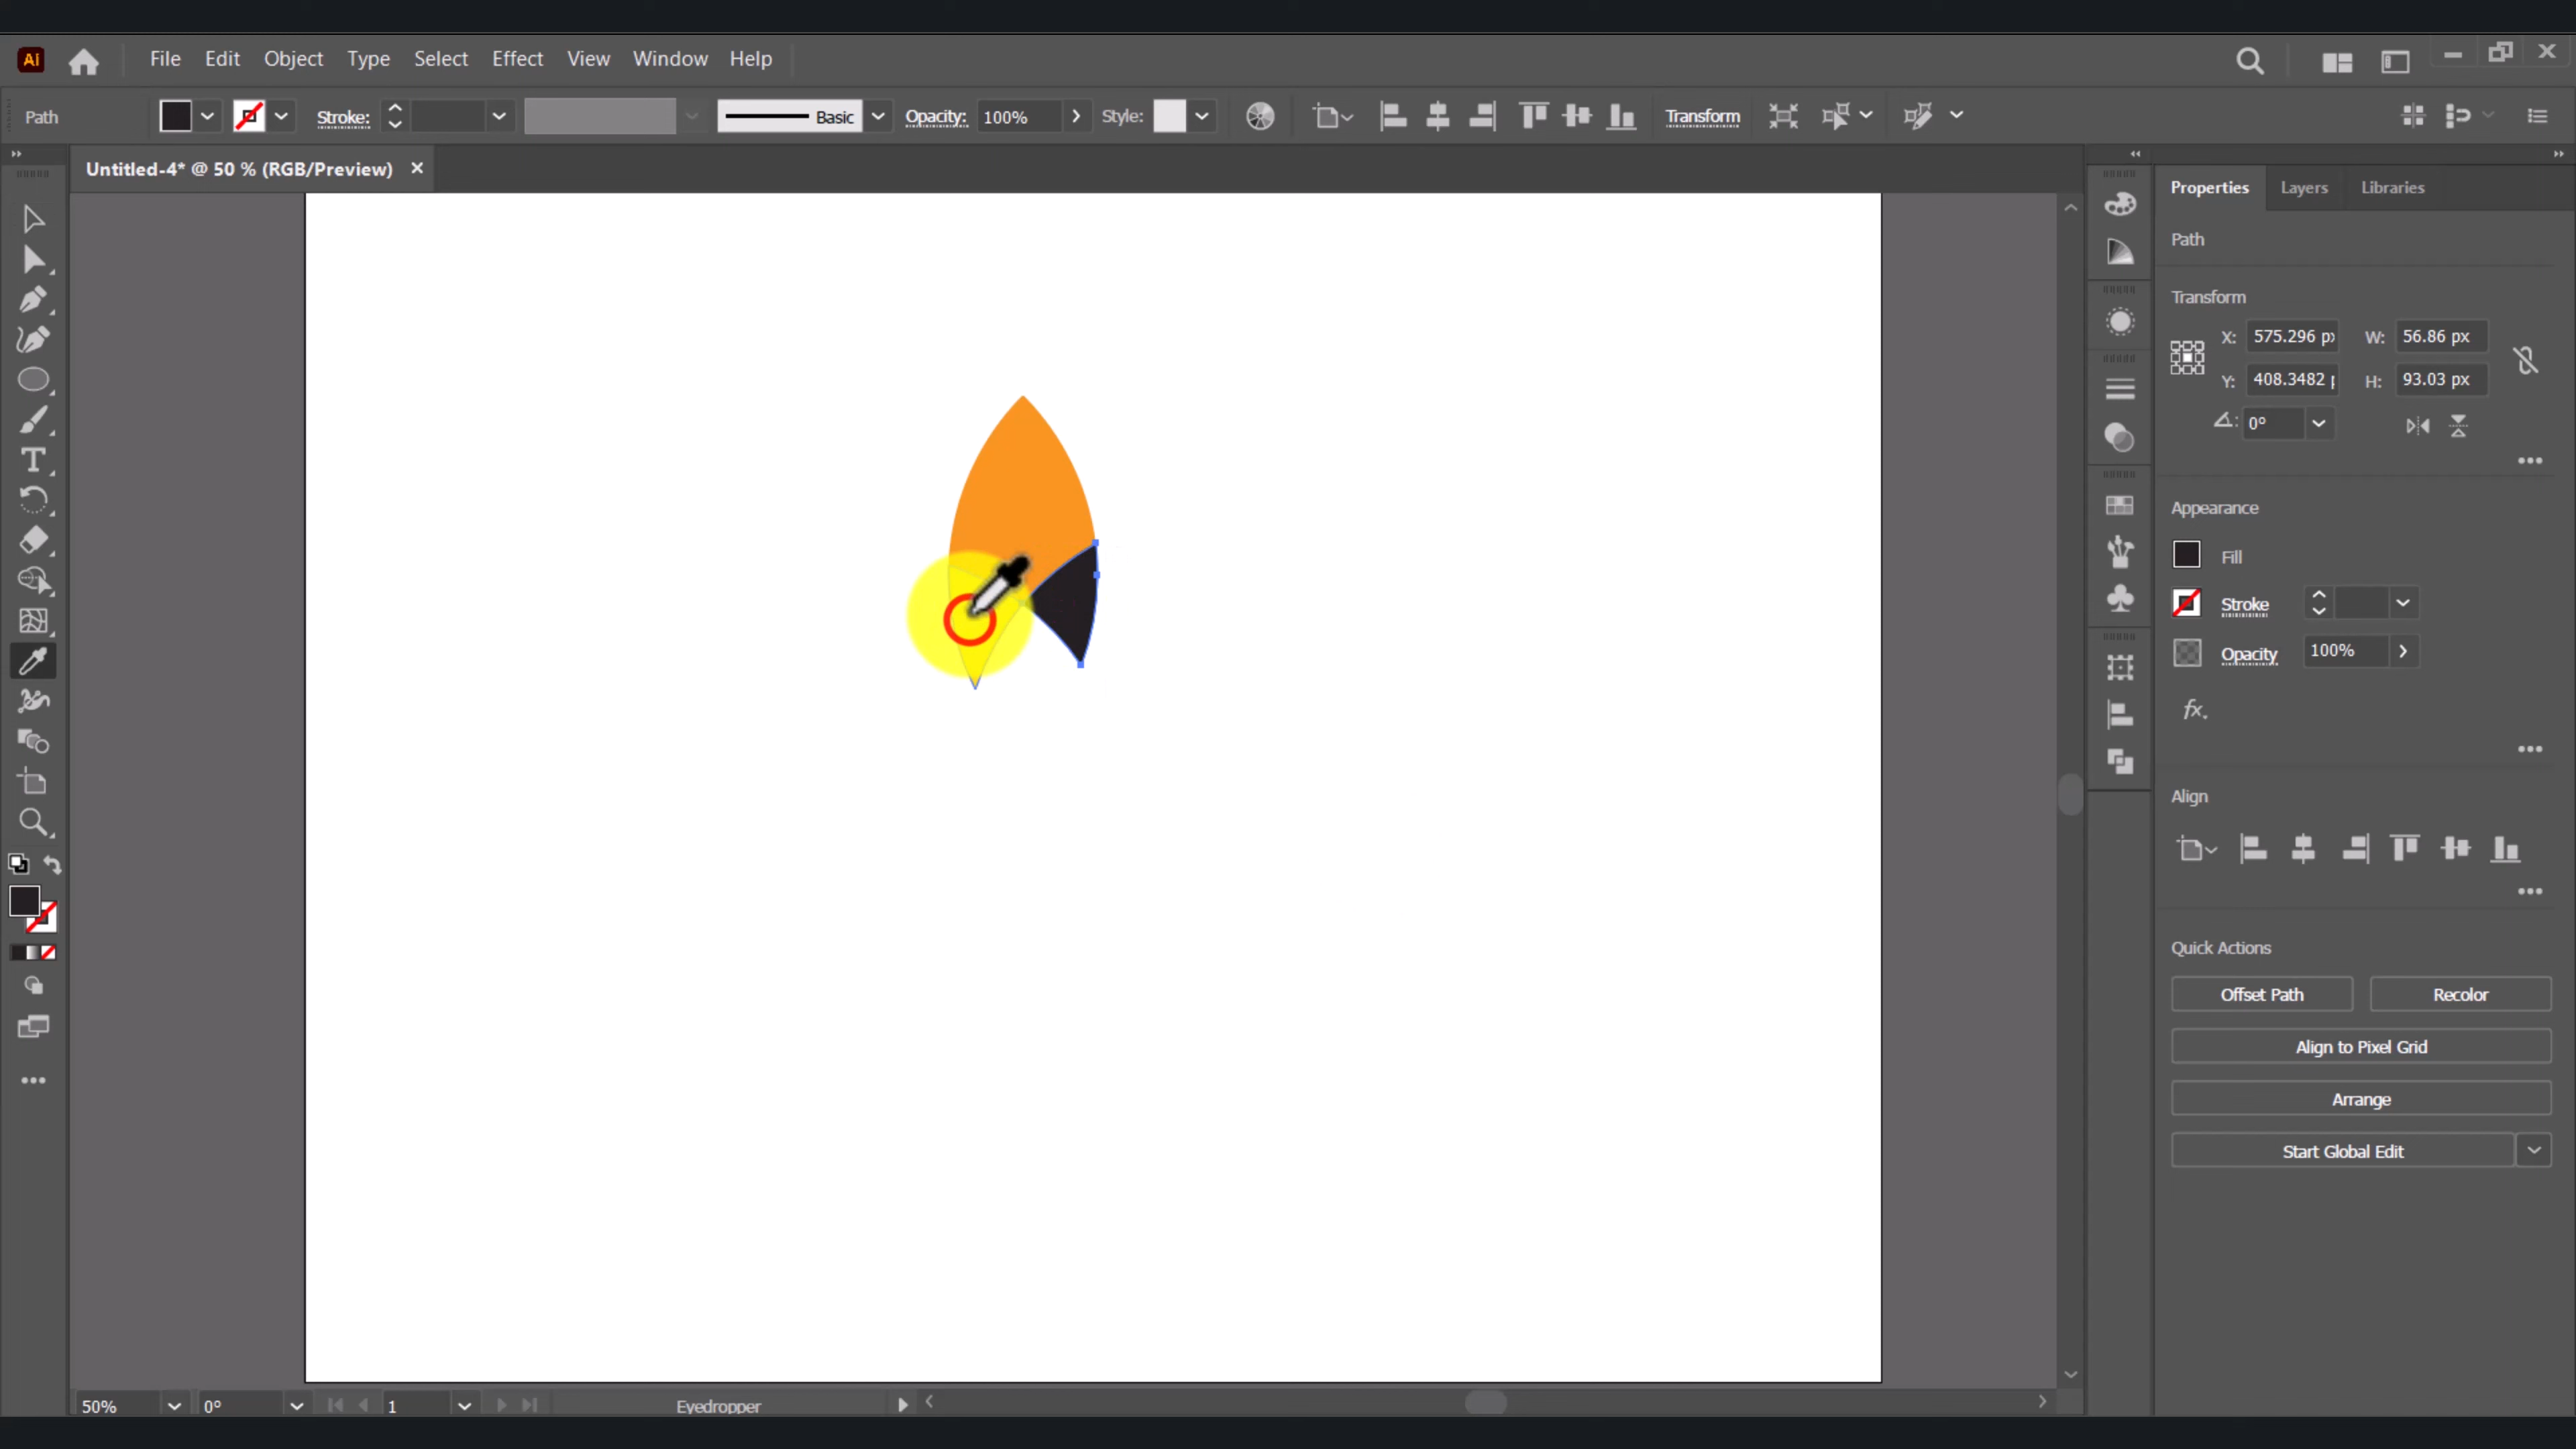 Ai File Edit Object Type Select Effect View Window Help
Path Stroke: Basic Opacity: 100% Style: Transform
Untitled-4* @ 50 % (RGB/Preview)
Properties Layers Libraries
Path
Transform
X: 575.296 px W: 56.86 px
Y: 408.3482 p H: 93.03 px
0°
Appearance
Fill
Stroke
Opacity 100%
fx.
Align
Quick Actions
Offset Path Recolor
Align to Pixel Grid
Arrange
Start Global Edit
50% 0° 1 Eyedropper